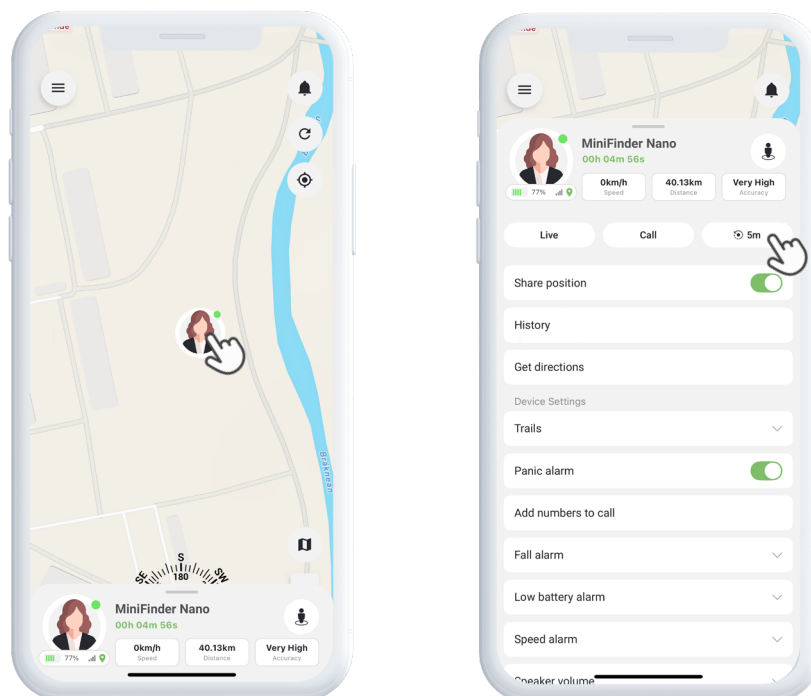 Bräkneån
S
SE
180
SW
MiniFinder Nano
00h 04m 56s
77%
0km/h
Speed
40.13km
Distance
Very High
Accuracy
MiniFinder Nano
00h 04m 56s
77%
0km/h
Speed
40.13km
Distance
Very High
Accuracy
Live
Call
5m
Share position
History
Get directions
Device Settings
Trails
Panic alarm
Add numbers to call
Fall alarm
Low battery alarm
Speed alarm
Speaker volume